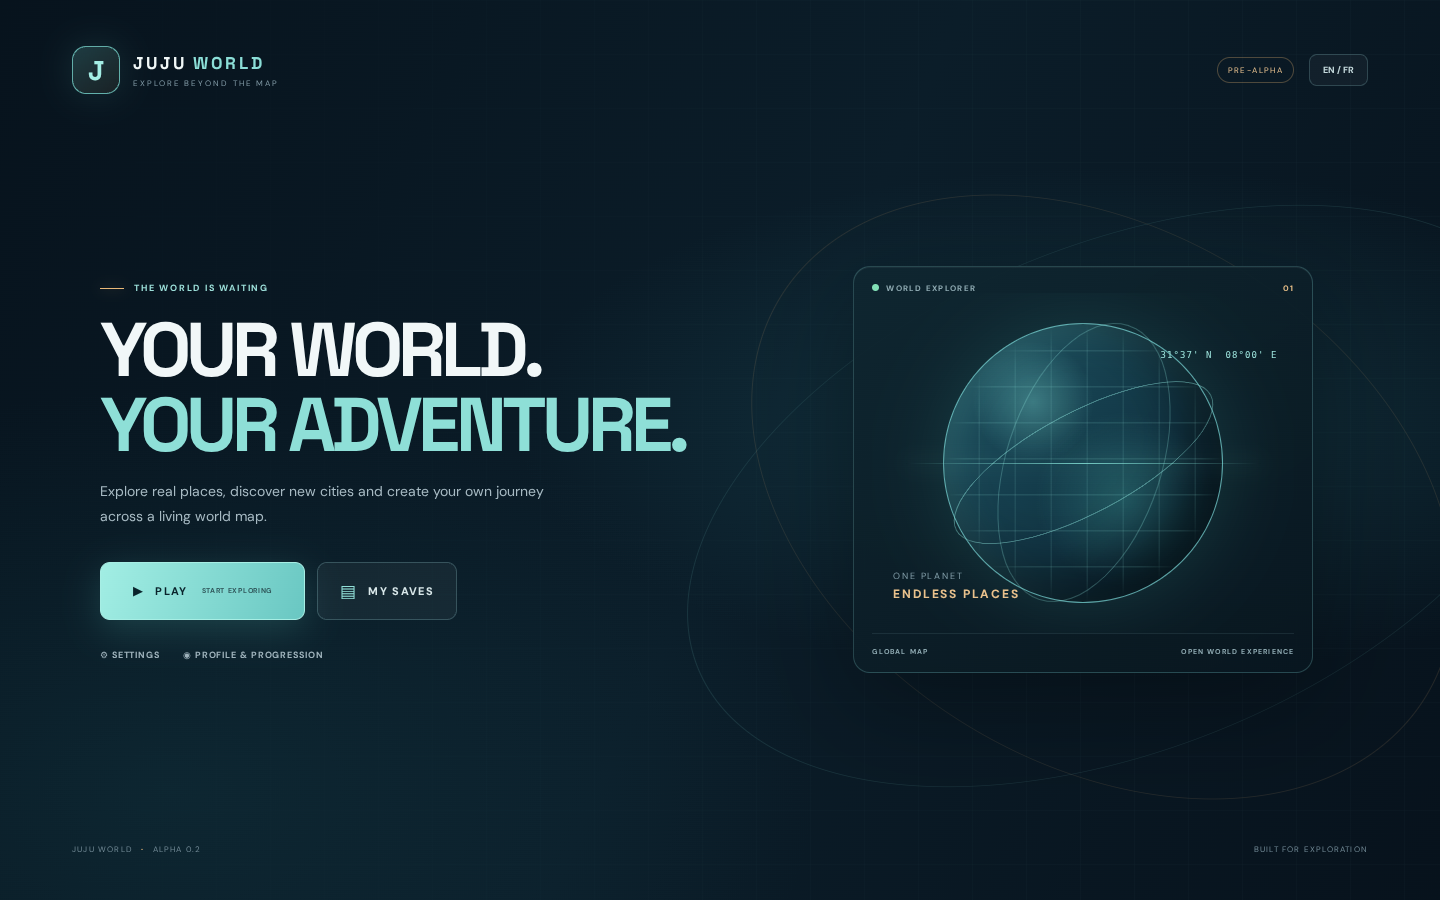 J
JUJU WORLD
EXPLORE BEYOND THE MAP
PRE-ALPHA
EN / FR
THE WORLD IS WAITING
YOUR WORLD.
YOUR ADVENTURE.
Explore real places, discover new cities and create your own journey
across a living world map.
▶ PLAY START EXPLORING
▤ MY SAVES
⚙ SETTINGS
◉ PROFILE & PROGRESSION
WORLD EXPLORER
01
31°37' N 08°00' E
ONE PLANET
ENDLESS PLACES
GLOBAL MAP
OPEN WORLD EXPERIENCE
JUJU WORLD • ALPHA 0.2
BUILT FOR EXPLORATION